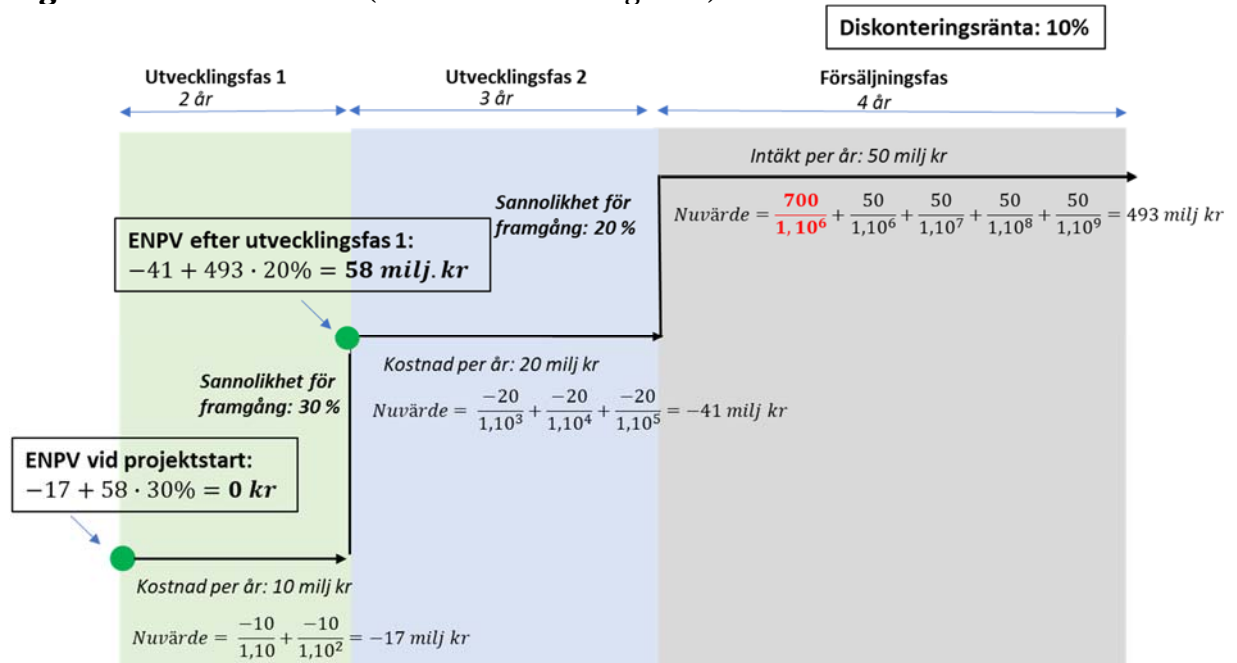 Diskonteringsränta: 10%
Utvecklingsfas 1
2 år
Utvecklingsfas 2
3 år
Försäljningsfas
4 år
Intäkt per år: 50 milj kr
Nuvärde = 700/1,10^6 + 50/1,10^6 + 50/1,10^7 + 50/1,10^8 + 50/1,10^9 = 493 milj kr
Sannolikhet för
framgång: 20 %
ENPV efter utvecklingsfas 1:
−41 + 493 · 20% = 58 milj. kr
Kostnad per år: 20 milj kr
Nuvärde = −20/1,10^3 + −20/1,10^4 + −20/1,10^5 = −41 milj kr
Sannolikhet för
framgång: 30 %
ENPV vid projektstart:
−17 + 58 · 30% = 0 kr
Kostnad per år: 10 milj kr
Nuvärde = −10/1,10 + −10/1,10^2 = −17 milj kr